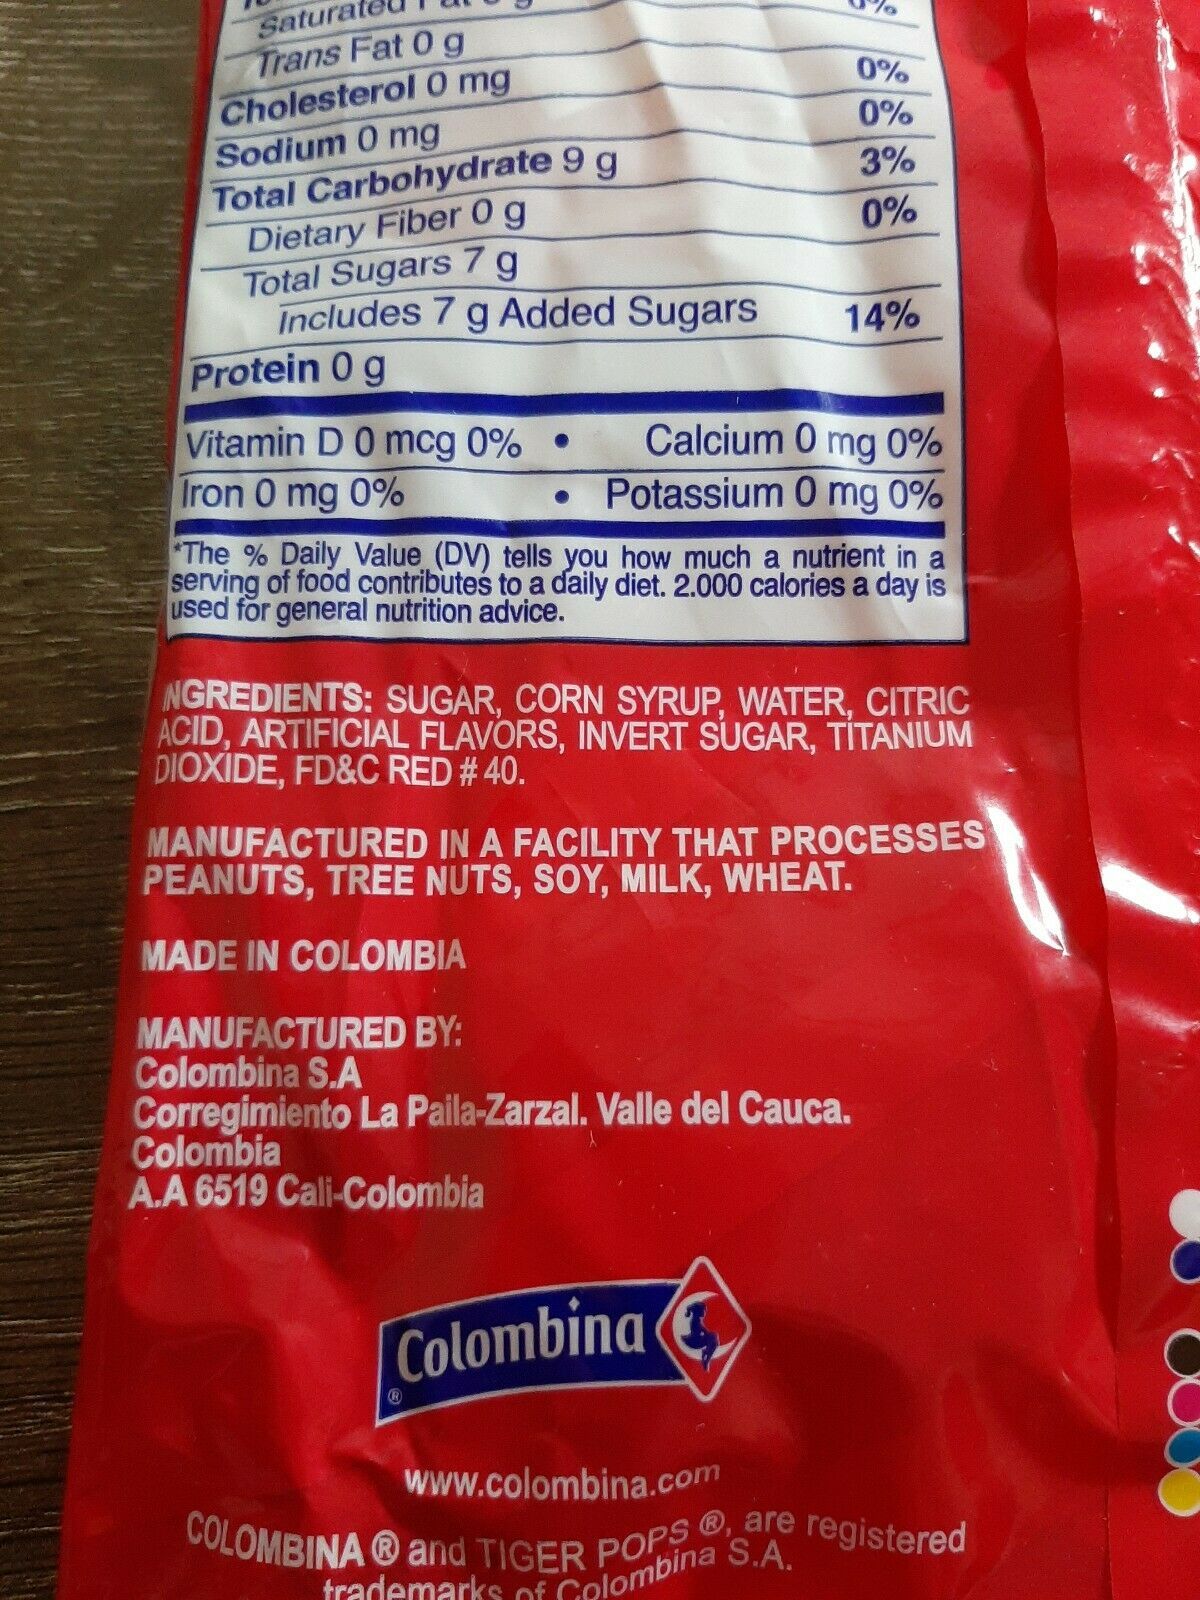 Saturated
0%
Trans Fat 0 g
Cholesterol 0 mg 0%
Sodium 0 mg 0%
Total Carbohydrate 9 g 3%
Dietary Fiber 0 g 0%
Total Sugars 7 g
Includes 7 g Added Sugars 14%
Protein 0 g
Vitamin D 0 mcg 0% • Calcium 0 mg 0%
Iron 0 mg 0% • Potassium 0 mg 0%
*The % Daily Value (DV) tells you how much a nutrient in a
serving of food contributes to a daily diet. 2.000 calories a day is
used for general nutrition advice.
INGREDIENTS: SUGAR, CORN SYRUP, WATER, CITRIC
ACID, ARTIFICIAL FLAVORS, INVERT SUGAR, TITANIUM
DIOXIDE, FD&C RED # 40.
MANUFACTURED IN A FACILITY THAT PROCESSES
PEANUTS, TREE NUTS, SOY, MILK, WHEAT.
MADE IN COLOMBIA
MANUFACTURED BY:
Colombina S.A
Corregimiento La Paila-Zarzal. Valle del Cauca.
Colombia
A.A 6519 Cali-Colombia
Colombina ®
www.colombina.com
COLOMBINA ® and TIGER POPS ®, are registered
trademarks of Colombina S.A.